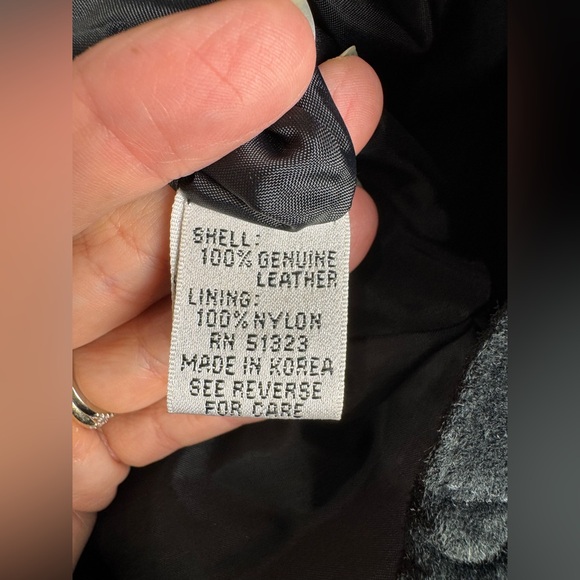 SHELL:
100% GENUINE
LEATHER
LINING:
100% NYLON
RN 51323
MADE IN KOREA
SEE REVERSE
FOR CARE